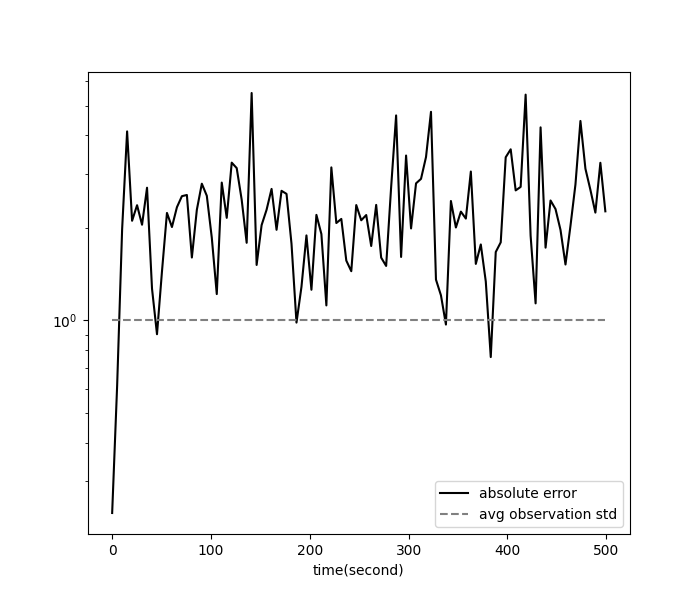 10⁰
0 100 200 300 400 500
time(second)
absolute error
avg observation std